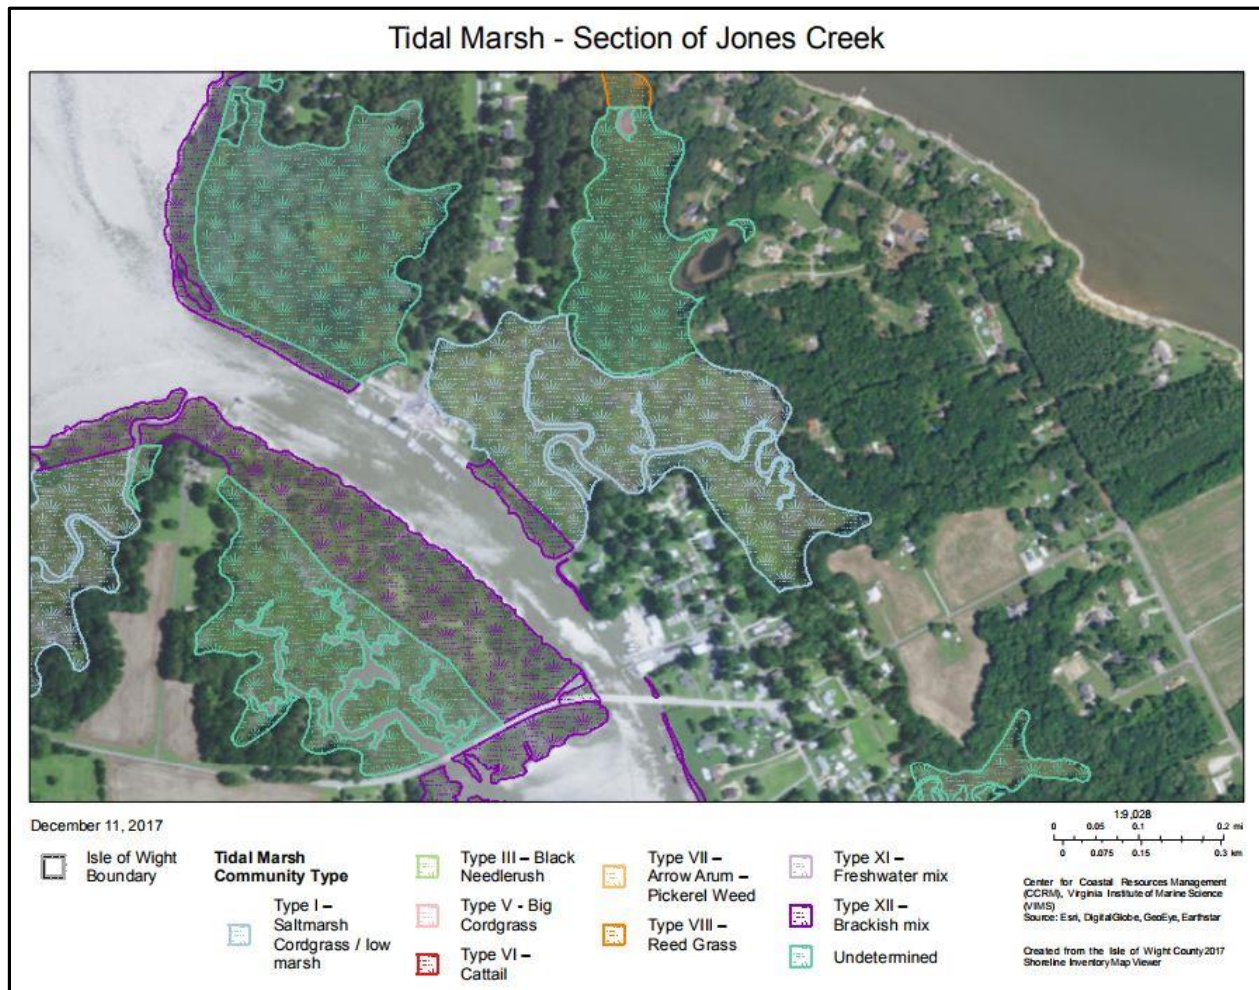 Tidal Marsh - Section of Jones Creek
December 11, 2017
Isle of Wight
Boundary
Tidal Marsh
Community Type
Type I –
Saltmarsh
Cordgrass / low
marsh
Type III – Black
Needlerush
Type V - Big
Cordgrass
Type VI –
Cattail
Type VII –
Arrow Arum –
Pickerel Weed
Type VIII –
Reed Grass
Type XI –
Freshwater mix
Type XII –
Brackish mix
Undetermined
1:9,028
0 0.05 0.1 0.2 mi
0 0.075 0.15 0.3 km
Center for Coastal Resources Management
(CCRM), Virginia Institute of Marine Science
(VIMS)
Source: Esri, DigitalGlobe, GeoEye, Earthstar
Created from the Isle of Wight County 2017
Shoreline Inventory Map Viewer